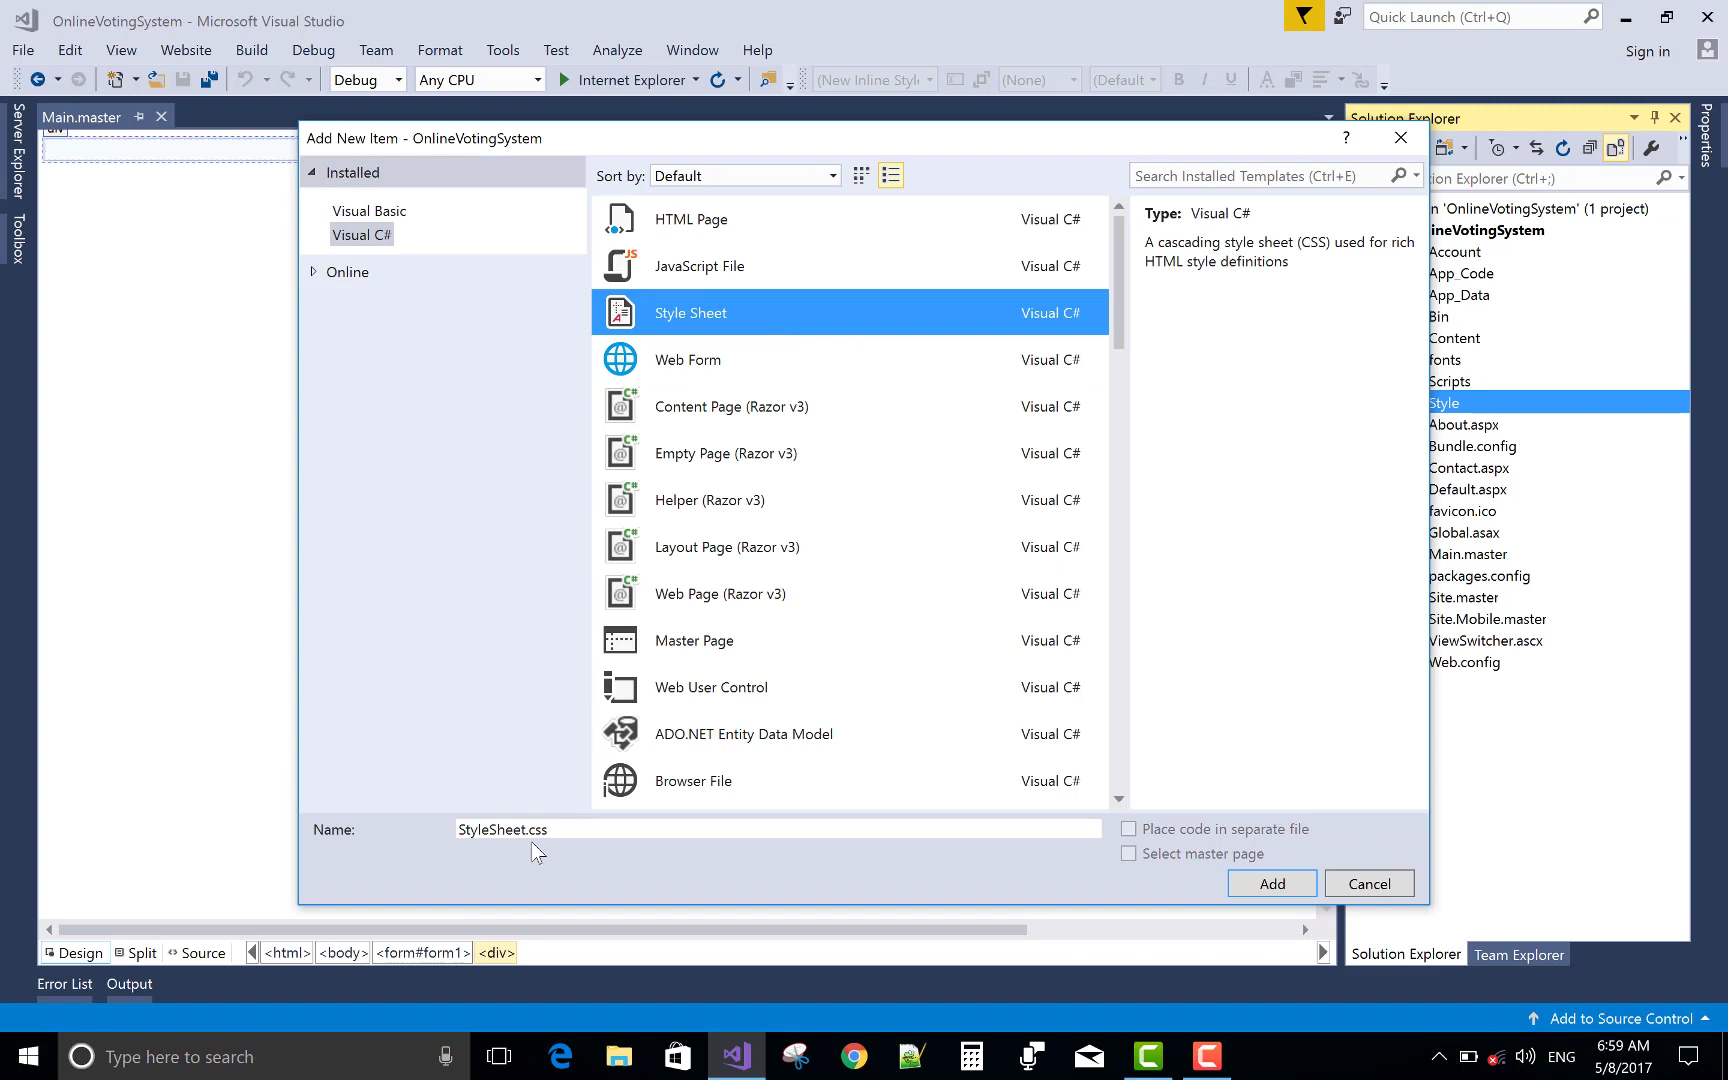 OnlineVotingSystem - Microsoft Visual Studio
Quick Launch (Ctrl+Q)
File Edit View Website Build Debug Team Format Tools Test Analyze Window Help
Sign in
Debug Any CPU Internet Explorer (New Inline Style (None) (Default
B I U A
Server Explorer
Toolbox
Main.master
div
Add New Item - OnlineVotingSystem
?
Installed
Visual Basic
Visual C#
Online
Sort by: Default
Search Installed Templates (Ctrl+E)
HTML Page Visual C#
JavaScript File Visual C#
Style Sheet Visual C#
Web Form Visual C#
Content Page (Razor v3) Visual C#
Empty Page (Razor v3) Visual C#
Helper (Razor v3) Visual C#
Layout Page (Razor v3) Visual C#
Web Page (Razor v3) Visual C#
Master Page Visual C#
Web User Control Visual C#
ADO.NET Entity Data Model Visual C#
Browser File Visual C#
Type: Visual C#
A cascading style sheet (CSS) used for rich
HTML style definitions
Name: StyleSheet.css
Place code in separate file
Select master page
Add Cancel
Solution Explorer
ion Explorer (Ctrl+;)
n 'OnlineVotingSystem' (1 project)
lineVotingSystem
Account
App_Code
App_Data
Bin
Content
fonts
Scripts
Style
About.aspx
Bundle.config
Contact.aspx
Default.aspx
favicon.ico
Global.asax
Main.master
packages.config
Site.master
Site.Mobile.master
ViewSwitcher.ascx
Web.config
Properties
Design Split Source <html> <body> <form#form1> <div>
Solution Explorer Team Explorer
Error List Output
Add to Source Control
Type here to search
ENG
6:59 AM
5/8/2017